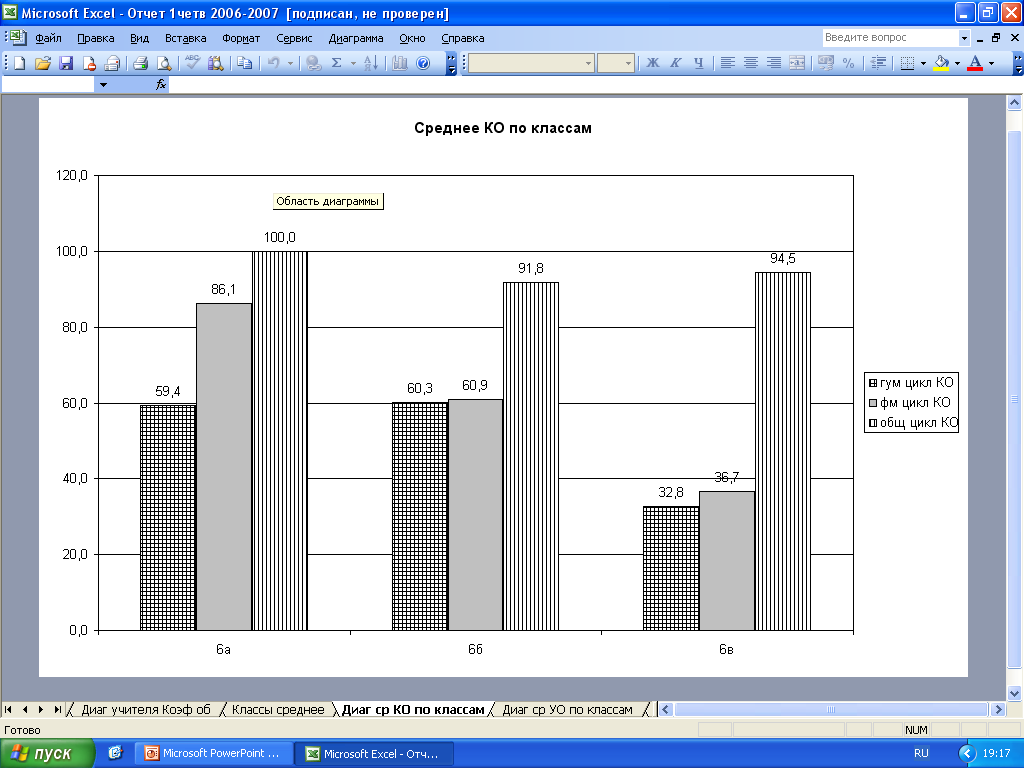 Microsoft Excel - Отчет 1четв 2006-2007 [подписан, не проверен]
Файл Правка Вид Вставка Формат Сервис Диаграмма Окно Справка Введите вопрос
Σ Ж К Ч % А
fx
Среднее КО по классам
120,0
Область диаграммы
100,0
100,0
94,5
91,8
86,1
80,0
59,4 60,3 60,9
60,0
гум цикл КО
фм цикл КО
общ цикл КО
40,0
32,8 36,7
20,0
0,0
6а 6б 6в
Диаг учителя Коэф об Классы среднее Диаг ср КО по классам Диаг ср УО по классам
Готово NUM
пуск Microsoft PowerPoint ... Microsoft Excel - Отч... RU 19:17